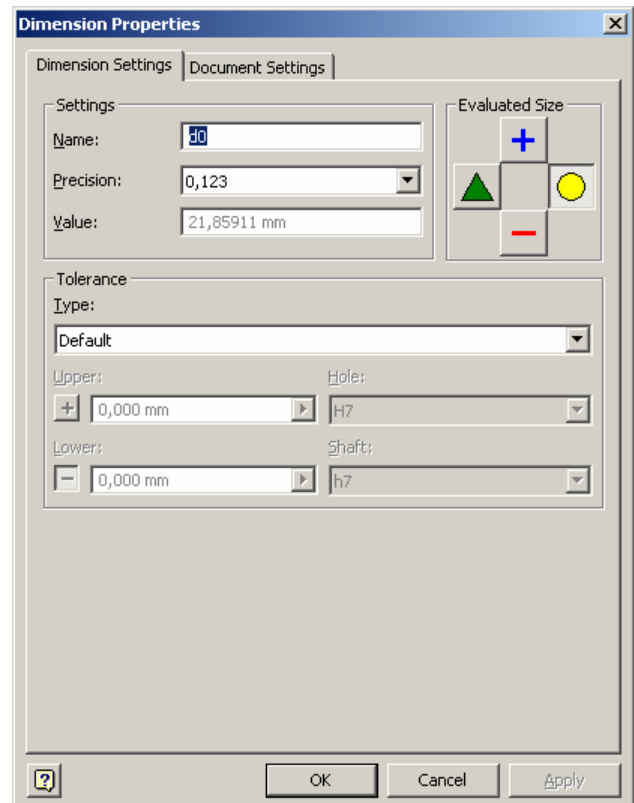 Dimension Properties
Dimension Settings
Document Settings
Settings
Name:
d0
Precision:
0,123
Value:
21,85911 mm
Evaluated Size
Tolerance
Type:
Default
Upper:
Hole:
+
0,000 mm
H7
Lower:
Shaft:
−
0,000 mm
h7
OK
Cancel
Apply